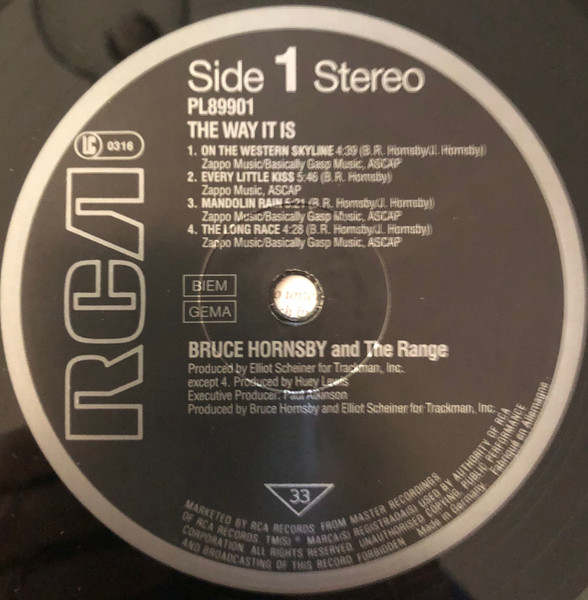 Side 1 Stereo
PL89901
THE WAY IT IS
LC 0316
1. ON THE WESTERN SKYLINE 4:39 (B.R. Hornsby/J. Hornsby)
Zappo Music/Basically Gasp Music, ASCAP
2. EVERY LITTLE KISS 5:46 (B.R. Hornsby)
Zappo Music, ASCAP
3. MANDOLIN RAIN 5:21 (B.R. Hornsby/J. Hornsby)
Zappo Music/Basically Gasp Music, ASCAP
4. THE LONG RACE 4:28 (B.R. Hornsby/J. Hornsby)
Zappo Music/Basically Gasp Music, ASCAP
RCA
BIEM
GEMA
BRUCE HORNSBY and The Range
Produced by Elliot Scheiner for Trackman, Inc.
except 4. Produced by Huey Lewis
Executive Producer: Paul Atkinson
Produced by Bruce Hornsby and Elliot Scheiner for Trackman, Inc.
33
MARKETED BY RCA RECORDS FROM MASTER RECORDINGS
OF RCA RECORDS. TM(S) ® MARCA(S) REGISTRADA(S) USED BY AUTHORITY OF RCA
CORPORATION. ALL RIGHTS RESERVED. UNAUTHORISED COPYING, PUBLIC PERFORMANCE
AND BROADCASTING OF THIS RECORD FORBIDDEN
Made in Germany Fabriqué en Allemagne